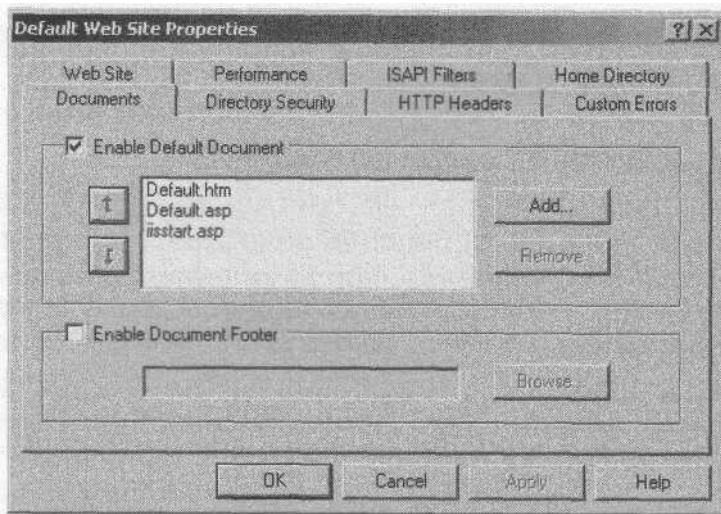 Default Web Site Properties
Web Site Performance ISAPI Filters Home Directory
Documents Directory Security HTTP Headers Custom Errors
Enable Default Document
Default.htm
Default.asp
iisstart.asp
Add...
Remove
Enable Document Footer
Browse...
OK Cancel Apply Help